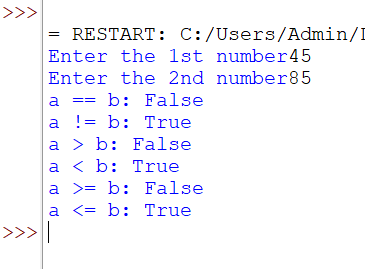 >>>
= RESTART: C:/Users/Admin/
Enter the 1st number45
Enter the 2nd number85
a == b: False
a != b: True
a > b: False
a < b: True
a >= b: False
a <= b: True
>>>